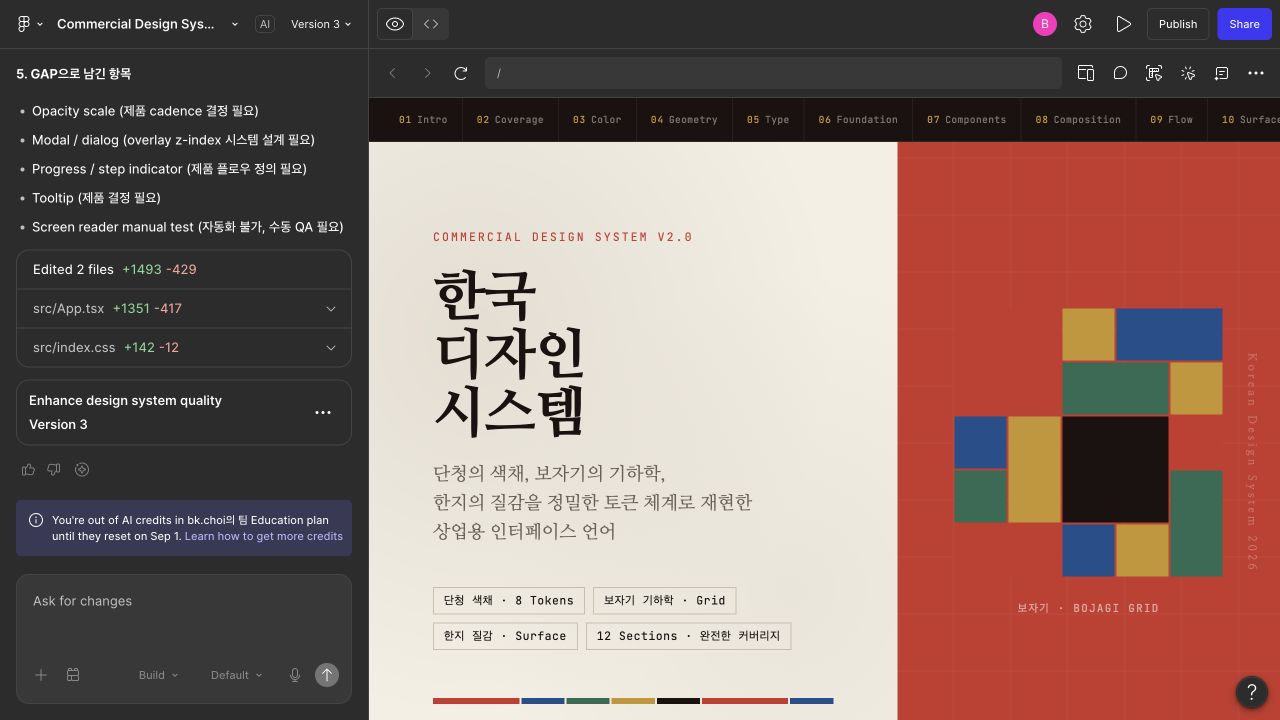 Commercial Design Sys...
AI
Version 3
B
Publish
Share
5. GAP으로 남긴 항목
• Opacity scale (제품 cadence 결정 필요)
• Modal / dialog (overlay z-index 시스템 설계 필요)
• Progress / step indicator (제품 플로우 정의 필요)
• Tooltip (제품 결정 필요)
• Screen reader manual test (자동화 불가, 수동 QA 필요)
Edited 2 files +1493 -429
src/App.tsx +1351 -417
src/index.css +142 -12
Enhance design system quality
Version 3
You're out of AI credits in bk.choi의 팀 Education plan
until they reset on Sep 1. Learn how to get more credits
Ask for changes
Build
Default
/
01 Intro
02 Coverage
03 Color
04 Geometry
05 Type
06 Foundation
07 Components
08 Composition
09 Flow
10 Surface
COMMERCIAL DESIGN SYSTEM V2.0
한국
디자인
시스템
단청의 색채, 보자기의 기하학,
한지의 질감을 정밀한 토큰 체계로 재현한
상업용 인터페이스 언어
단청 색채 · 8 Tokens
보자기 기하학 · Grid
한지 질감 · Surface
12 Sections · 완전한 커버리지
Korean Design System 2026
보자기 · BOJAGI GRID
?